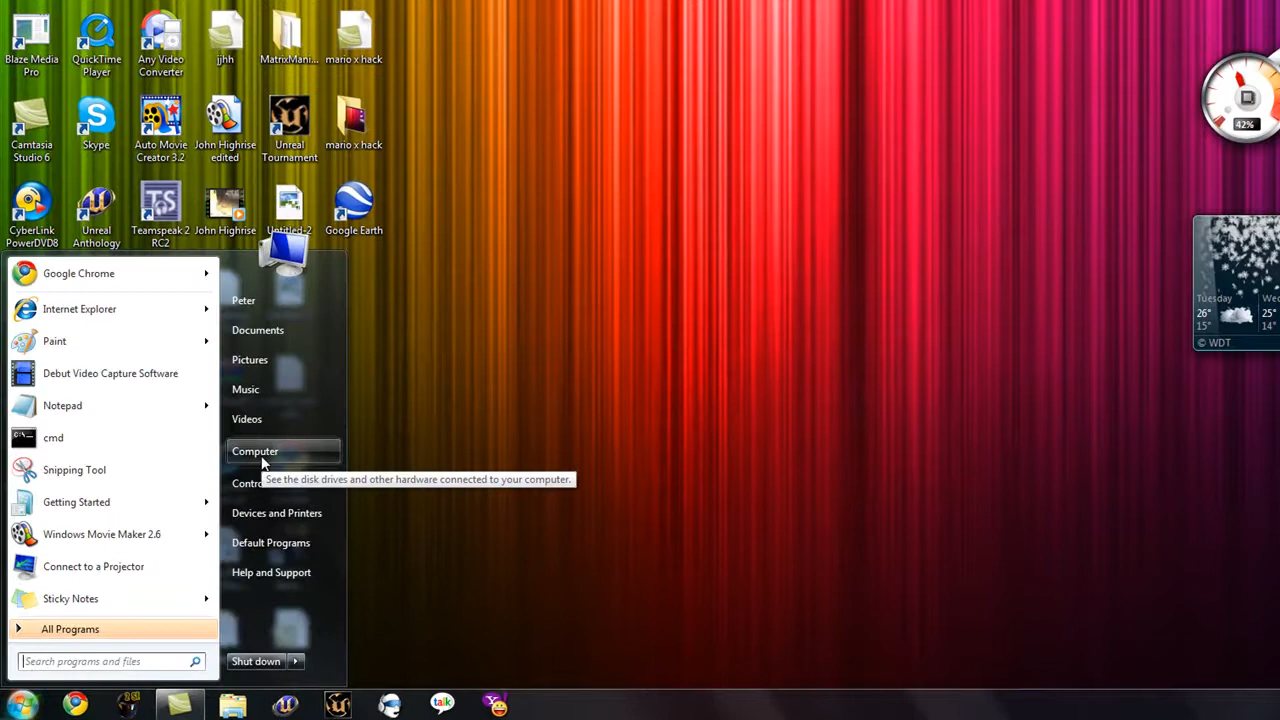 Blaze Media
Pro
QuickTime
Player
Any Video
Converter
jjhh
MatrixMani...
mario x hack
Camtasia
Studio 6
Skype
Auto Movie
Creator 3.2
John Highrise
edited
Unreal
Tournament
mario x hack
CyberLink
PowerDVD8
Unreal
Anthology
TS
Teamspeak 2
RC2
John Highrise
Untitled-2
Google Earth
42%
Tuesday
26°
15°
We
25°
14°
© WDT
Google Chrome
Internet Explorer
Paint
Debut Video Capture Software
Notepad
cmd
Snipping Tool
Getting Started
Windows Movie Maker 2.6
Connect to a Projector
Sticky Notes
All Programs
Search programs and files
Peter
Documents
Pictures
Music
Videos
Computer
See the disk drives and other hardware connected to your computer.
Contro
Devices and Printers
Default Programs
Help and Support
Shut down
talk